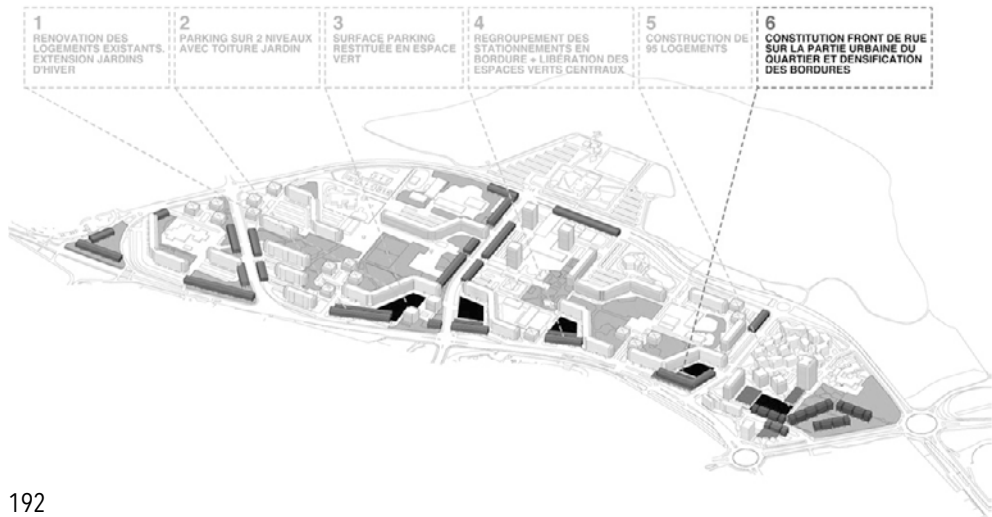 1
RENOVATION DES
LOGEMENTS EXISTANTS.
EXTENSION JARDINS
D'HIVER
2
PARKING SUR 2 NIVEAUX
AVEC TOITURE JARDIN
3
SURFACE PARKING
RESTITUÉE EN ESPACE
VERT
4
REGROUPEMENT DES
STATIONNEMENTS EN
BORDURE + LIBERATION DES
ESPACES VERTS CENTRAUX
5
CONSTRUCTION DE
95 LOGEMENTS
6
CONSTITUTION FRONT DE RUE
SUR LA PARTIE URBAINE DU
QUARTIER ET DENSIFICATION
DES BORDURES
192